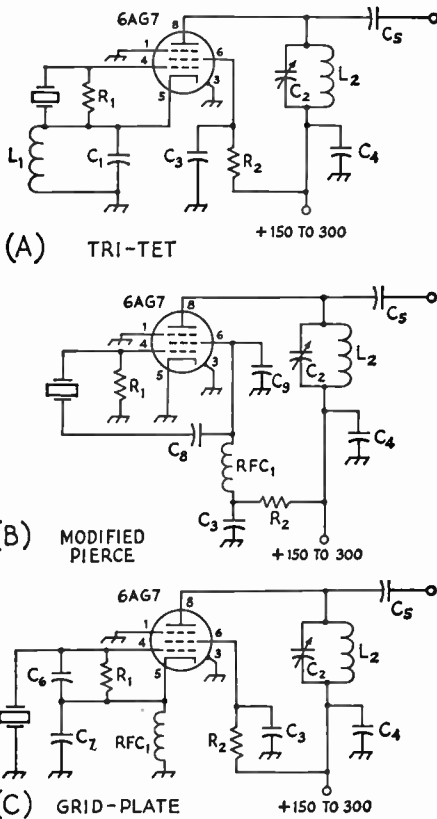 6AG7
8
C5
1
6
4
3
5
R1
C2
L2
L1
C1
C3
R2
C4
+150 TO 300
(A) TRI-TET
6AG7
8
C5
1
6
4
3
5
R1
C9
C2
L2
C8
RFC1
C4
C3
R2
(B) MODIFIED
PIERCE
+150 TO 300
6AG7
8
C5
1
6
4
3
5
C6
R1
C2
L2
C7
RFC1
R2
C3
C4
(C) GRID-PLATE
+150 TO 300